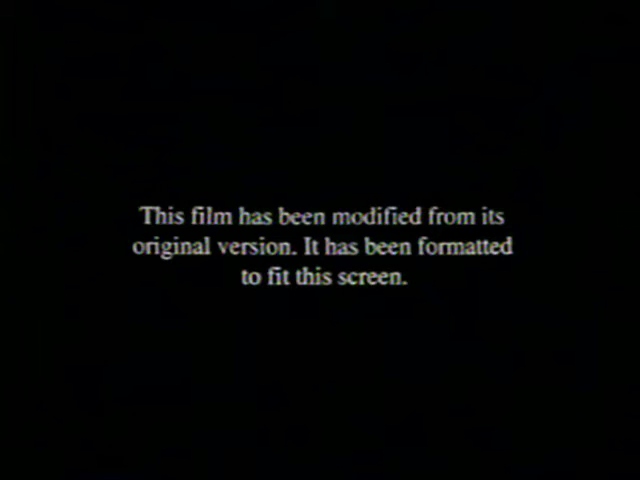 This film has been modified from its
original version. It has been formatted
to fit this screen.